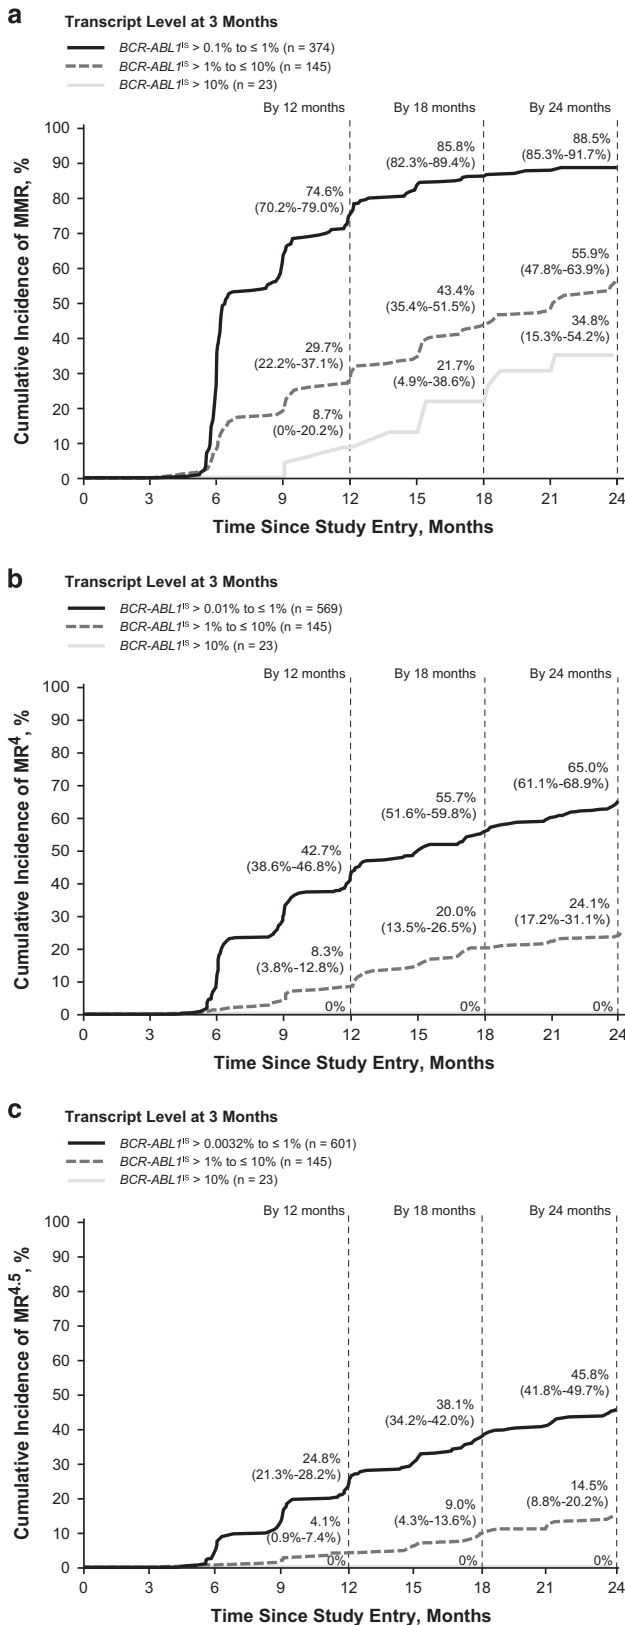 a
Transcript Level at 3 Months
BCR-ABL1ᴵˢ > 0.1% to ≤ 1% (n = 374)
BCR-ABL1ᴵˢ > 1% to ≤ 10% (n = 145)
BCR-ABL1ᴵˢ > 10% (n = 23)
By 12 months By 18 months By 24 months
Cumulative Incidence of MMR, %
100
90
80
70
60
50
40
30
20
10
0
74.6%
(70.2%-79.0%)
85.8%
(82.3%-89.4%)
88.5%
(85.3%-91.7%)
29.7%
(22.2%-37.1%)
43.4%
(35.4%-51.5%)
55.9%
(47.8%-63.9%)
8.7%
(0%-20.2%)
21.7%
(4.9%-38.6%)
34.8%
(15.3%-54.2%)
0 3 6 9 12 15 18 21 24
Time Since Study Entry, Months
b
Transcript Level at 3 Months
BCR-ABL1ᴵˢ > 0.01% to ≤ 1% (n = 569)
BCR-ABL1ᴵˢ > 1% to ≤ 10% (n = 145)
BCR-ABL1ᴵˢ > 10% (n = 23)
By 12 months By 18 months By 24 months
Cumulative Incidence of MR⁴, %
100
90
80
70
60
50
40
30
20
10
0
42.7%
(38.6%-46.8%)
55.7%
(51.6%-59.8%)
65.0%
(61.1%-68.9%)
8.3%
(3.8%-12.8%)
20.0%
(13.5%-26.5%)
24.1%
(17.2%-31.1%)
0% 0% 0%
0 3 6 9 12 15 18 21 24
Time Since Study Entry, Months
c
Transcript Level at 3 Months
BCR-ABL1ᴵˢ > 0.0032% to ≤ 1% (n = 601)
BCR-ABL1ᴵˢ > 1% to ≤ 10% (n = 145)
BCR-ABL1ᴵˢ > 10% (n = 23)
By 12 months By 18 months By 24 months
Cumulative Incidence of MR⁴·⁵, %
100
90
80
70
60
50
40
30
20
10
0
24.8%
(21.3%-28.2%)
38.1%
(34.2%-42.0%)
45.8%
(41.8%-49.7%)
4.1%
(0.9%-7.4%)
9.0%
(4.3%-13.6%)
14.5%
(8.8%-20.2%)
0% 0% 0%
0 3 6 9 12 15 18 21 24
Time Since Study Entry, Months